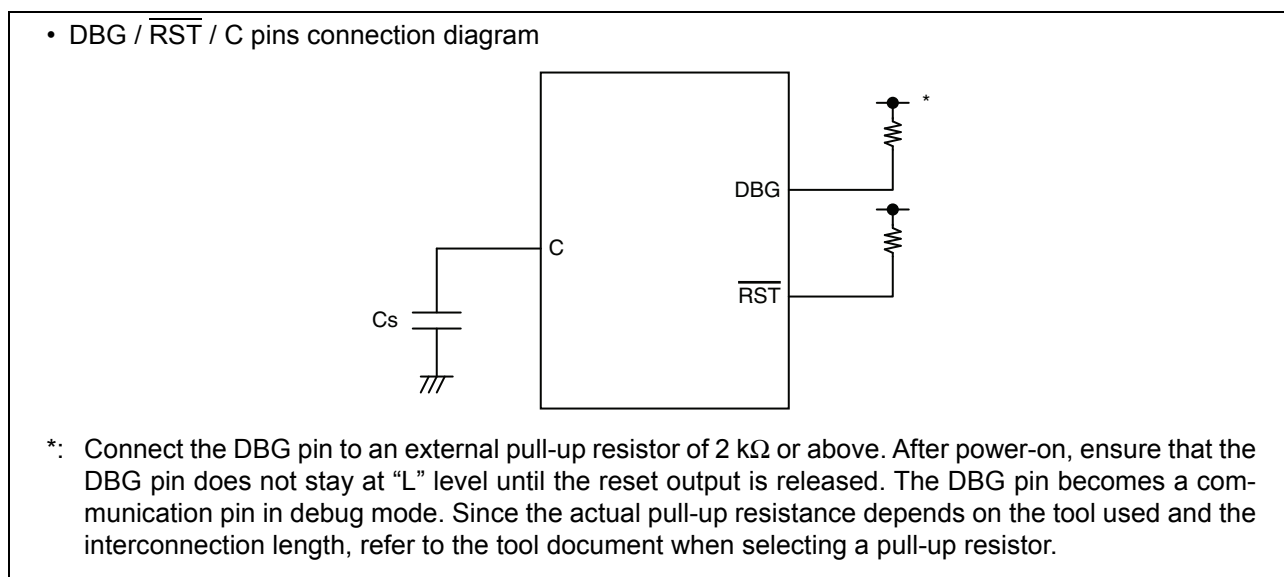 • DBG / R̅S̅T̅ / C pins connection diagram
*
DBG
C
R̅S̅T̅
Cs
*: Connect the DBG pin to an external pull-up resistor of 2 kΩ or above. After power-on, ensure that the
DBG pin does not stay at “L” level until the reset output is released. The DBG pin becomes a com-
munication pin in debug mode. Since the actual pull-up resistance depends on the tool used and the
interconnection length, refer to the tool document when selecting a pull-up resistor.